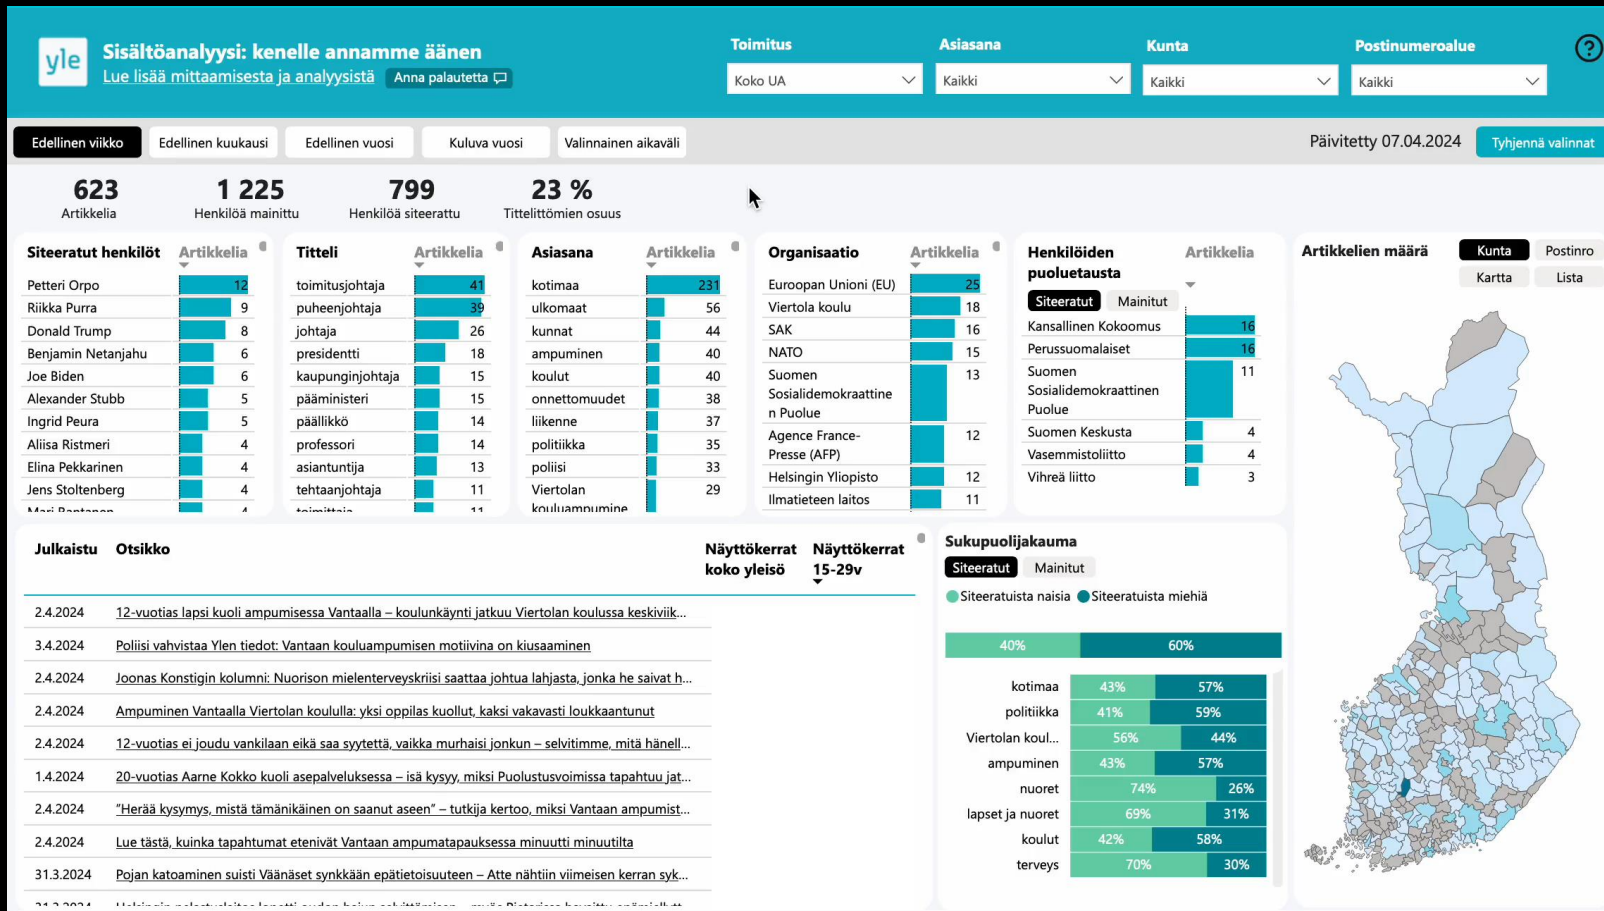 yle
Sisältöanalyysi: kenelle annamme äänen
Lue lisää mittaamisesta ja analyysistä
Anna palautetta
Toimitus
Koko UA
Asiasana
Kaikki
Kunta
Kaikki
Postinumeroalue
Kaikki
?
Edellinen viikko
Edellinen kuukausi
Edellinen vuosi
Kuluva vuosi
Valinnainen aikaväli
Päivitetty 07.04.2024
Tyhjennä valinnat
623
Artikkelia
1 225
Henkilöä mainittu
799
Henkilöä siteerattu
23 %
Tittelittömien osuus
Siteeratut henkilöt Artikkelia
Petteri Orpo 12
Riikka Purra 9
Donald Trump 8
Benjamin Netanjahu 6
Joe Biden 6
Alexander Stubb 5
Ingrid Peura 5
Aliisa Ristmeri 4
Elina Pekkarinen 4
Jens Stoltenberg 4
Mari Rantanen 4
Titteli Artikkelia
toimitusjohtaja 41
puheenjohtaja 39
johtaja 26
presidentti 18
kaupunginjohtaja 15
pääministeri 15
päällikkö 14
professori 14
asiantuntija 13
tehtaanjohtaja 11
toimittaja 11
Asiasana Artikkelia
kotimaa 231
ulkomaat 56
kunnat 44
ampuminen 40
koulut 40
onnettomuudet 38
liikenne 37
politiikka 35
poliisi 33
Viertolan 29
kouluampumine
Organisaatio Artikkelia
Euroopan Unioni (EU) 25
Viertola koulu 18
SAK 16
NATO 15
Suomen 13
Sosialidemokraattine
n Puolue
Agence France- 12
Presse (AFP)
Helsingin Yliopisto 12
Ilmatieteen laitos 11
Henkilöiden Artikkelia
puoluetausta
Siteeratut Mainitut
Kansallinen Kokoomus 16
Perussuomalaiset 16
Suomen 11
Sosialidemokraattinen
Puolue
Suomen Keskusta 4
Vasemmistoliitto 4
Vihreä liitto 3
Artikkelien määrä
Kunta Postinro
Kartta Lista
Julkaistu Otsikko Näyttökerrat Näyttökerrat
koko yleisö 15-29v
2.4.2024 12-vuotias lapsi kuoli ampumisessa Vantaalla – koulunkäynti jatkuu Viertolan koulussa keskiviik...
3.4.2024 Poliisi vahvistaa Ylen tiedot: Vantaan kouluampumisen motiivina on kiusaaminen
2.4.2024 Joonas Konstigin kolumni: Nuorison mielenterveyskriisi saattaa johtua lahjasta, jonka he saivat h...
2.4.2024 Ampuminen Vantaalla Viertolan koululla: yksi oppilas kuollut, kaksi vakavasti loukkaantunut
2.4.2024 12-vuotias ei joudu vankilaan eikä saa syytettä, vaikka murhaisi jonkun – selvitimme, mitä hänell...
1.4.2024 20-vuotias Aarne Kokko kuoli asepalveluksessa – isä kysyy, miksi Puolustusvoimissa tapahtuu jat...
2.4.2024 ”Herää kysymys, mistä tämänikäinen on saanut aseen” – tutkija kertoo, miksi Vantaan ampumist...
2.4.2024 Lue tästä, kuinka tapahtumat etenivät Vantaan ampumatapauksessa minuutti minuutilta
31.3.2024 Pojan katoaminen suisti Väänäset synkkään epätietoisuuteen – Atte nähtiin viimeisen kerran syk...
31.3.2024
Sukupuolijakauma
Siteeratut Mainitut
Siteeratuista naisia Siteeratuista miehiä
40% 60%
kotimaa 43% 57%
politiikka 41% 59%
Viertolan koul... 56% 44%
ampuminen 43% 57%
nuoret 74% 26%
lapset ja nuoret 69% 31%
koulut 42% 58%
terveys 70% 30%